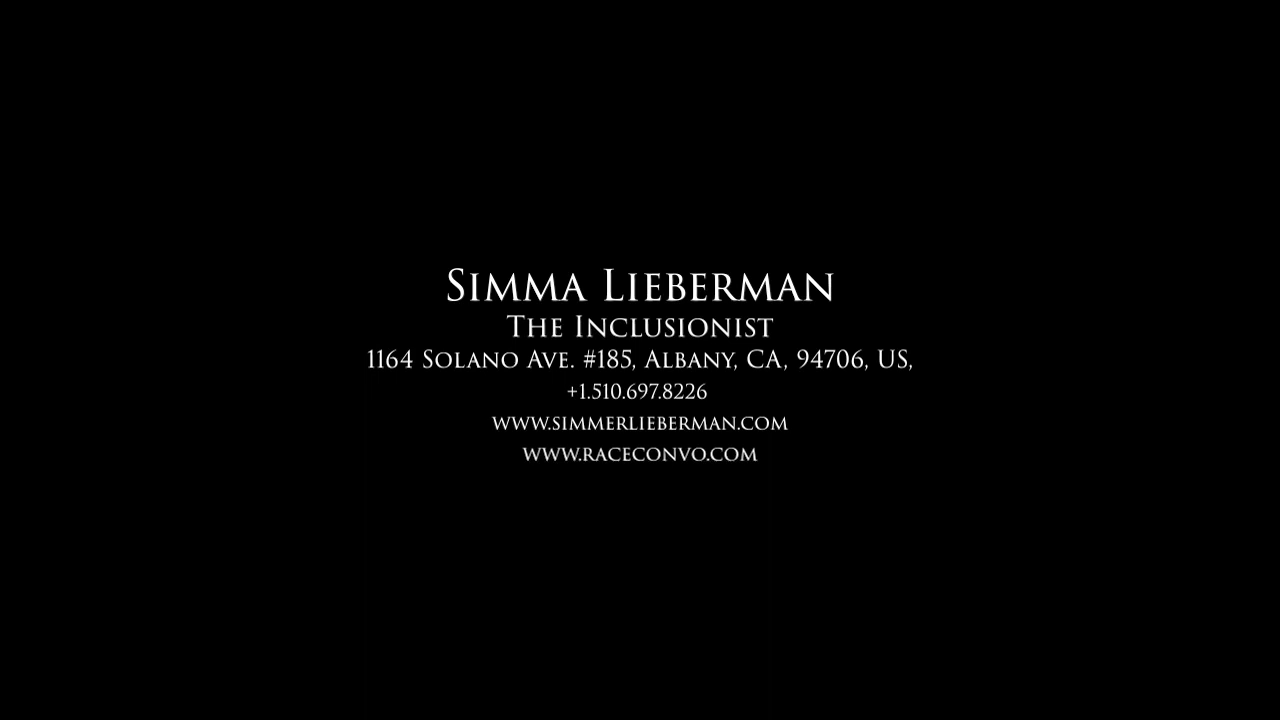 Simma Lieberman
The Inclusionist
1164 Solano Ave. #185, Albany, CA, 94706, US,
+1.510.697.8226
www.simmerlieberman.com
www.raceconvo.com